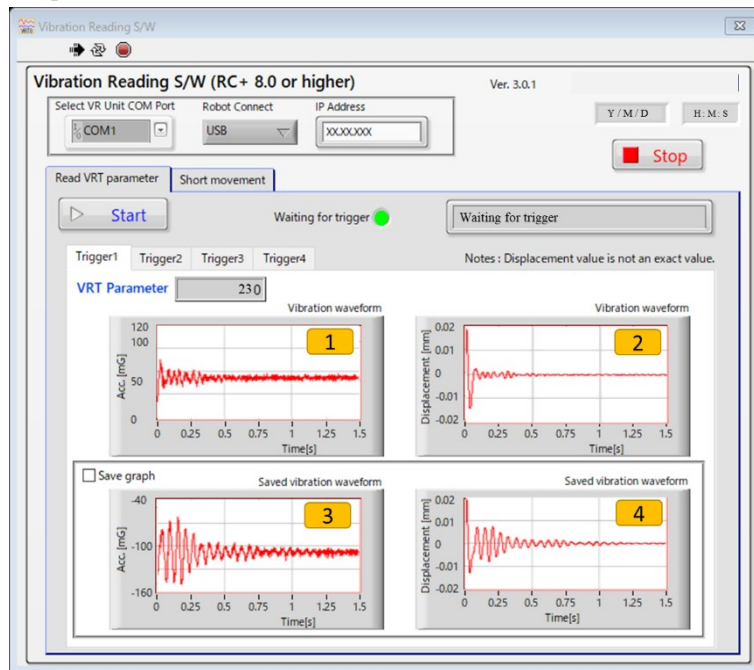 Vibration Reading S/W
Vibration Reading S/W (RC+ 8.0 or higher)
Ver. 3.0.1
Select VR Unit COM Port
Robot Connect
IP Address
COM1
USB
XXXXXXX
Y / M / D
H: M: S
Stop
Read VRT parameter
Short movement
Start
Waiting for trigger
Waiting for trigger
Trigger1
Trigger2
Trigger3
Trigger4
Notes : Displacement value is not an exact value.
VRT Parameter
230
Vibration waveform
1
Acc. [mG]
120
100
50
0
0 0.25 0.5 0.75 1 1.25 1.5
Time[s]
Vibration waveform
2
Displacement [mm]
0.02
0.01
0
-0.01
-0.02
0 0.25 0.5 0.75 1 1.25 1.5
Time[s]
Save graph
Saved vibration waveform
3
Acc. [mG]
-40
-100
-160
0 0.25 0.5 0.75 1 1.25 1.5
Time[s]
Saved vibration waveform
4
Displacement [mm]
0.02
0.01
0
-0.01
-0.02
0 0.25 0.5 0.75 1 1.25 1.5
Time[s]